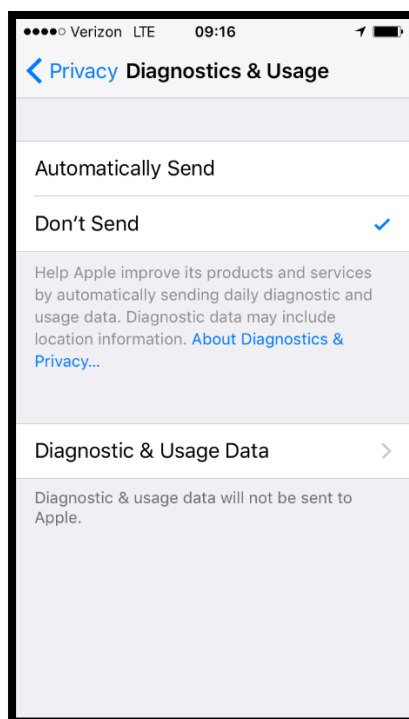 Verizon LTE 09:16
Privacy Diagnostics & Usage
Automatically Send
Don't Send
Help Apple improve its products and services
by automatically sending daily diagnostic and
usage data. Diagnostic data may include
location information. About Diagnostics &
Privacy...
Diagnostic & Usage Data
Diagnostic & usage data will not be sent to
Apple.